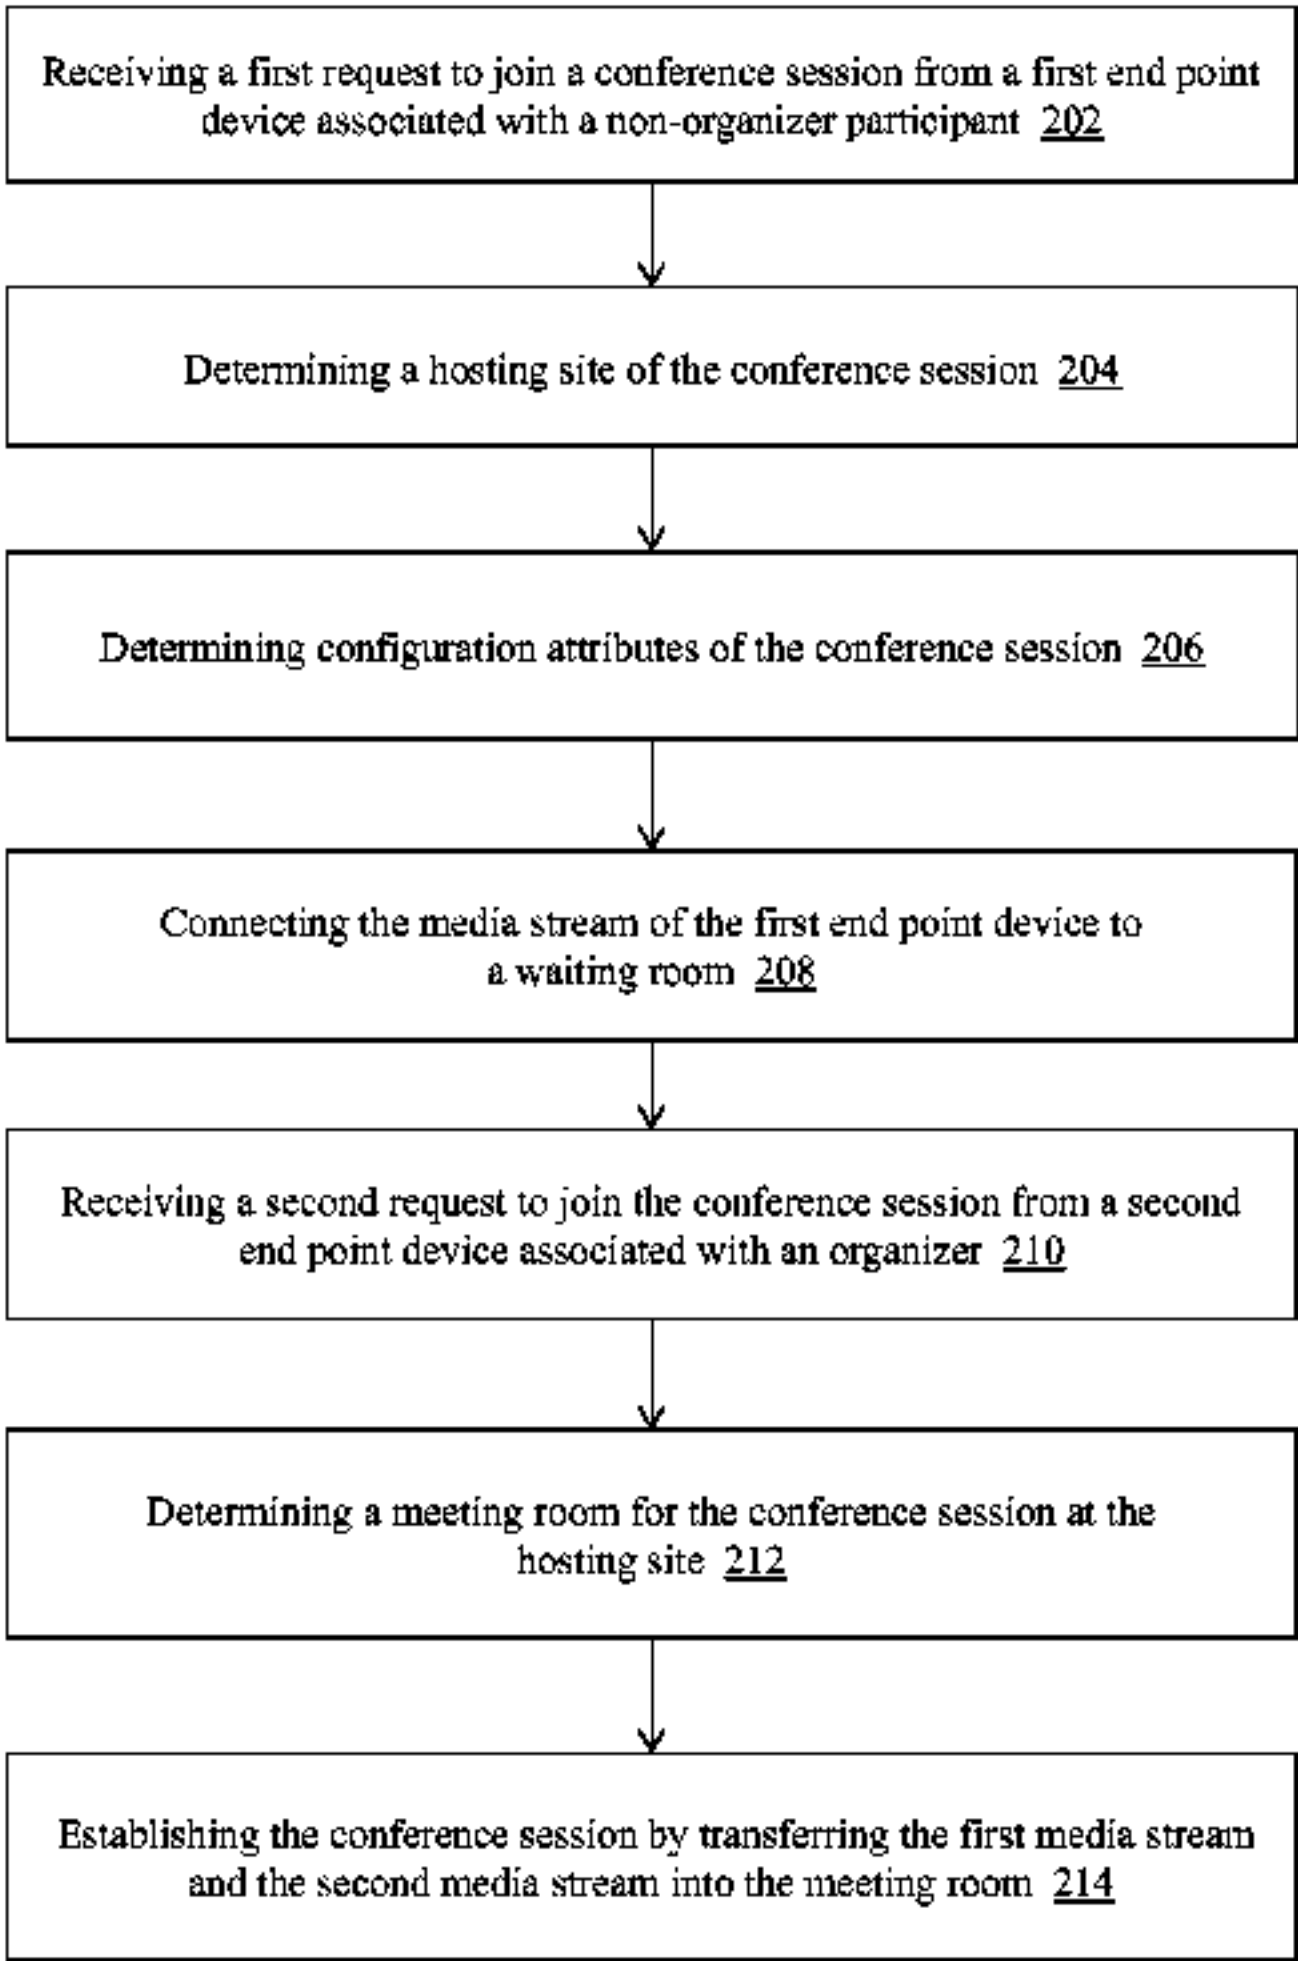 Receiving a first request to join a conference session from a first end point
device associated with a non-organizer participant 202
Determining a hosting site of the conference session 204
Determining configuration attributes of the conference session 206
Connecting the media stream of the first end point device to
a waiting room 208
Receiving a second request to join the conference session from a second
end point device associated with an organizer 210
Determining a meeting room for the conference session at the
hosting site 212
Establishing the conference session by transferring the first media stream
and the second media stream into the meeting room 214